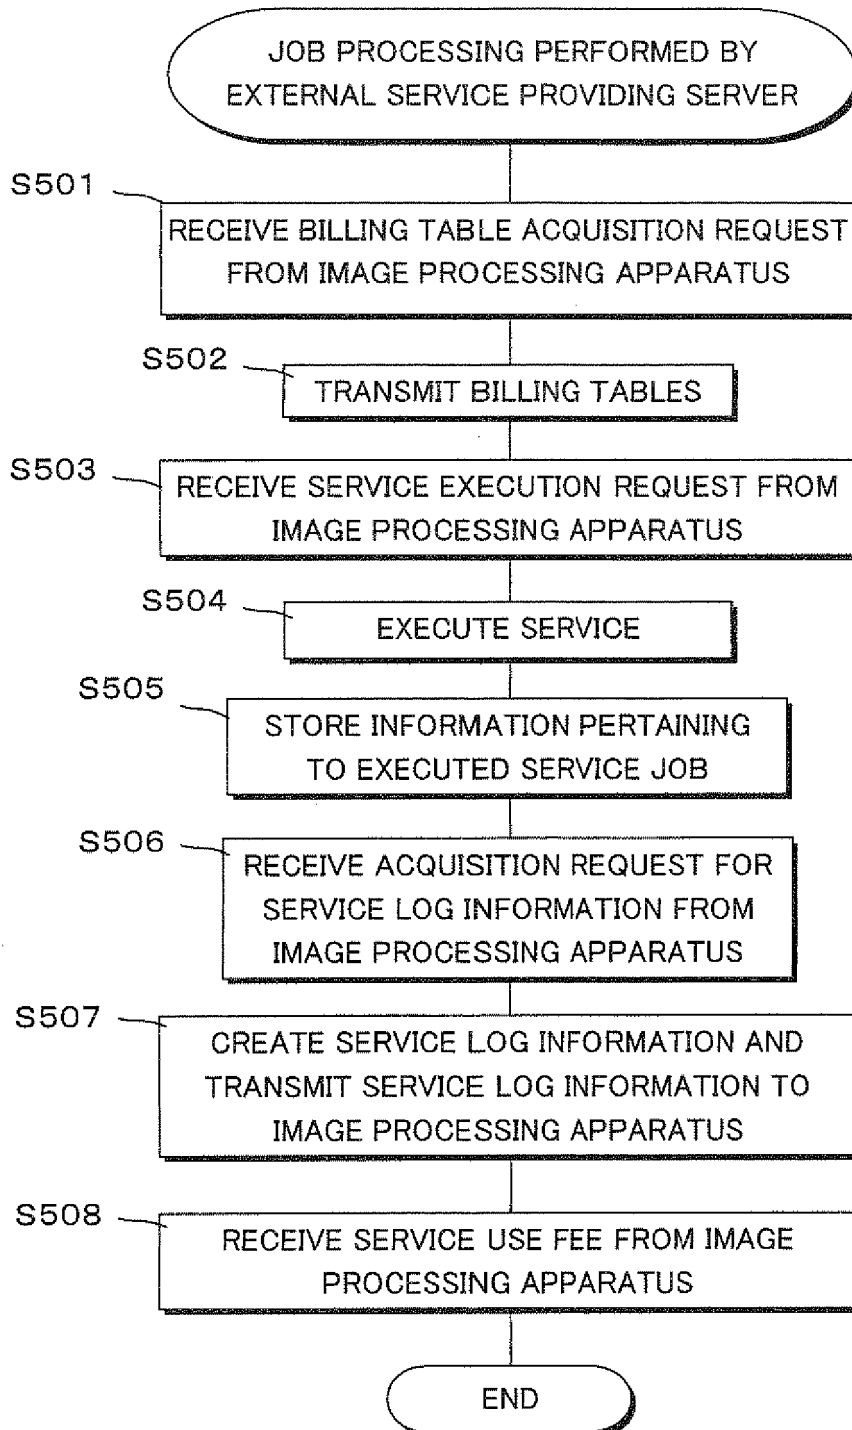 JOB PROCESSING PERFORMED BY
EXTERNAL SERVICE PROVIDING SERVER
S501
RECEIVE BILLING TABLE ACQUISITION REQUEST
FROM IMAGE PROCESSING APPARATUS
S502
TRANSMIT BILLING TABLES
S503
RECEIVE SERVICE EXECUTION REQUEST FROM
IMAGE PROCESSING APPARATUS
S504
EXECUTE SERVICE
S505
STORE INFORMATION PERTAINING
TO EXECUTED SERVICE JOB
S506
RECEIVE ACQUISITION REQUEST FOR
SERVICE LOG INFORMATION FROM
IMAGE PROCESSING APPARATUS
S507
CREATE SERVICE LOG INFORMATION AND
TRANSMIT SERVICE LOG INFORMATION TO
IMAGE PROCESSING APPARATUS
S508
RECEIVE SERVICE USE FEE FROM IMAGE
PROCESSING APPARATUS
END